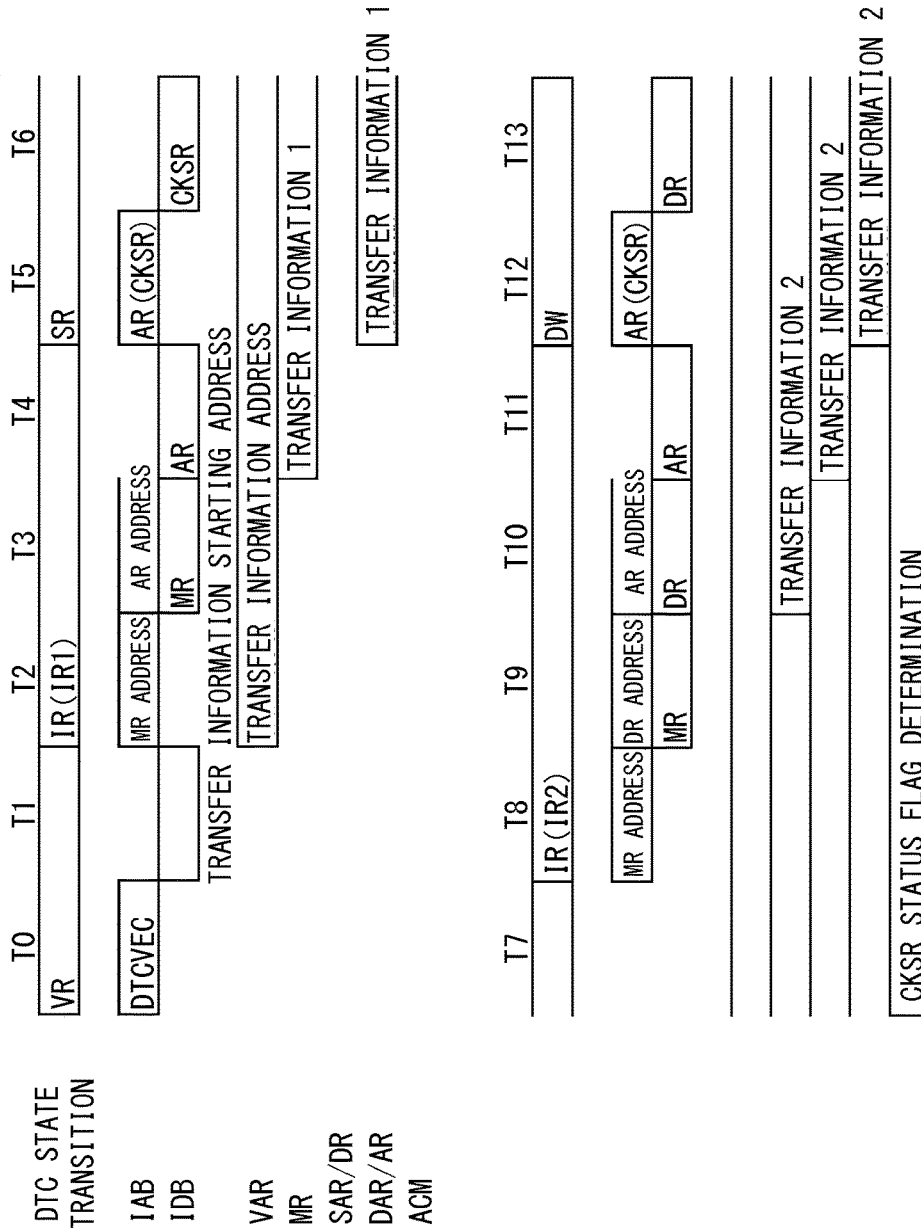 T0 T1 T2 T3 T4 T5 T6
DTC STATE
TRANSITION
VR IR(IR1) SR
IAB DTCVEC MR ADDRESS AR ADDRESS AR(CKSR)
IDB MR AR CKSR
TRANSFER INFORMATION STARTING ADDRESS
VAR TRANSFER INFORMATION ADDRESS
MR TRANSFER INFORMATION 1
SAR/DR
DAR/AR TRANSFER INFORMATION 1
ACM
T7 T8 T9 T10 T11 T12 T13
IR(IR2) DW
MR ADDRESS DR ADDRESS AR ADDRESS AR(CKSR)
MR DR AR DR
TRANSFER INFORMATION 2
TRANSFER INFORMATION 2
TRANSFER INFORMATION 2
CKSR STATUS FLAG DETERMINATION